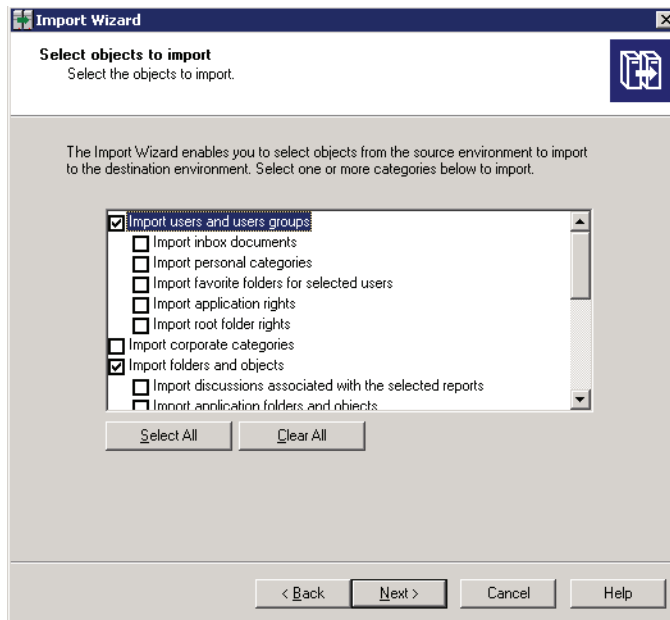 Import Wizard
Select objects to import
Select the objects to import.
The Import Wizard enables you to select objects from the source environment to import
to the destination environment. Select one or more categories below to import.
Import users and users groups
Import inbox documents
Import personal categories
Import favorite folders for selected users
Import application rights
Import root folder rights
Import corporate categories
Import folders and objects
Import discussions associated with the selected reports
Import application folders and objects
Select All
Clear All
< Back
Next >
Cancel
Help